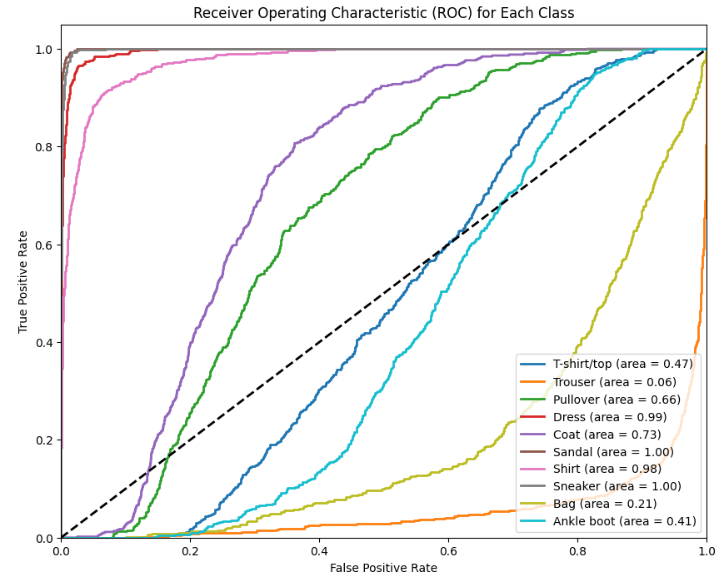 Receiver Operating Characteristic (ROC) for Each Class
True Positive Rate
1.0
0.8
0.6
0.4
0.2
0.0
T-shirt/top (area = 0.47)
Trouser (area = 0.06)
Pullover (area = 0.66)
Dress (area = 0.99)
Coat (area = 0.73)
Sandal (area = 1.00)
Shirt (area = 0.98)
Sneaker (area = 1.00)
Bag (area = 0.21)
Ankle boot (area = 0.41)
0.0 0.2 0.4 0.6 0.8 1.0
False Positive Rate